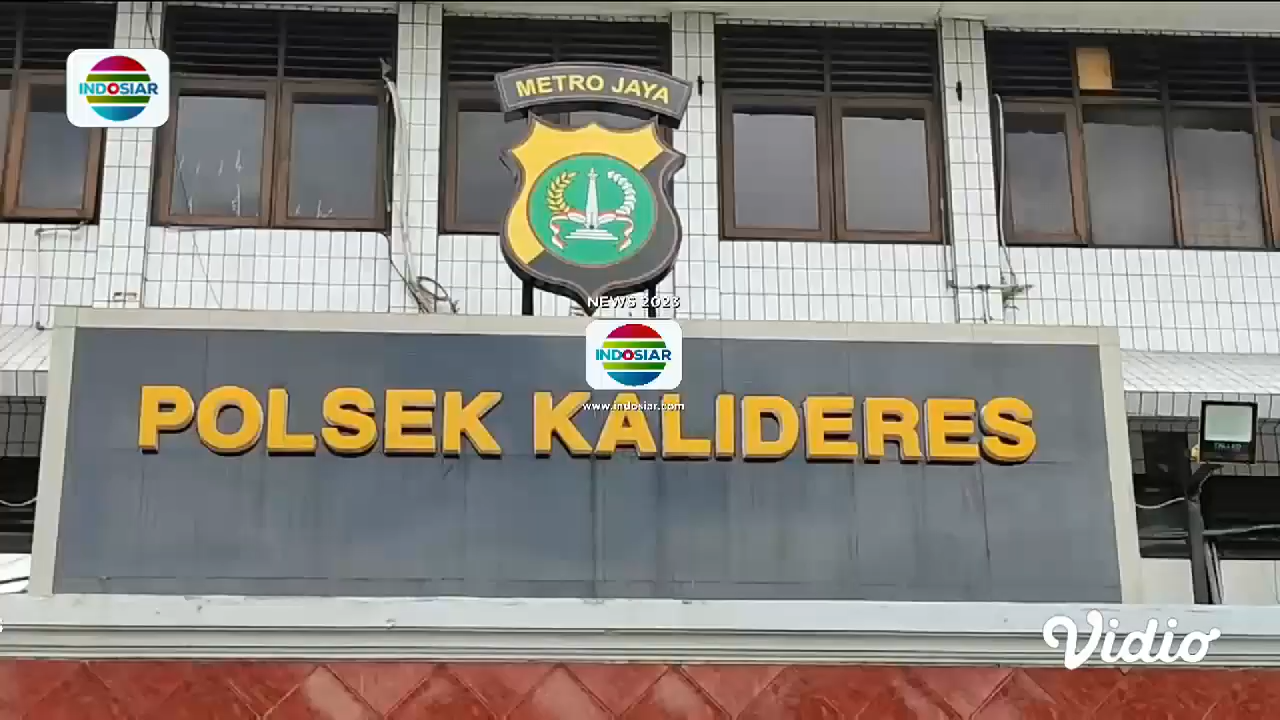 INDOSIAR
METRO JAYA
NEWS 2023
INDOSIAR
www.indosiar.com
POLSEK KALIDERES
Vidio